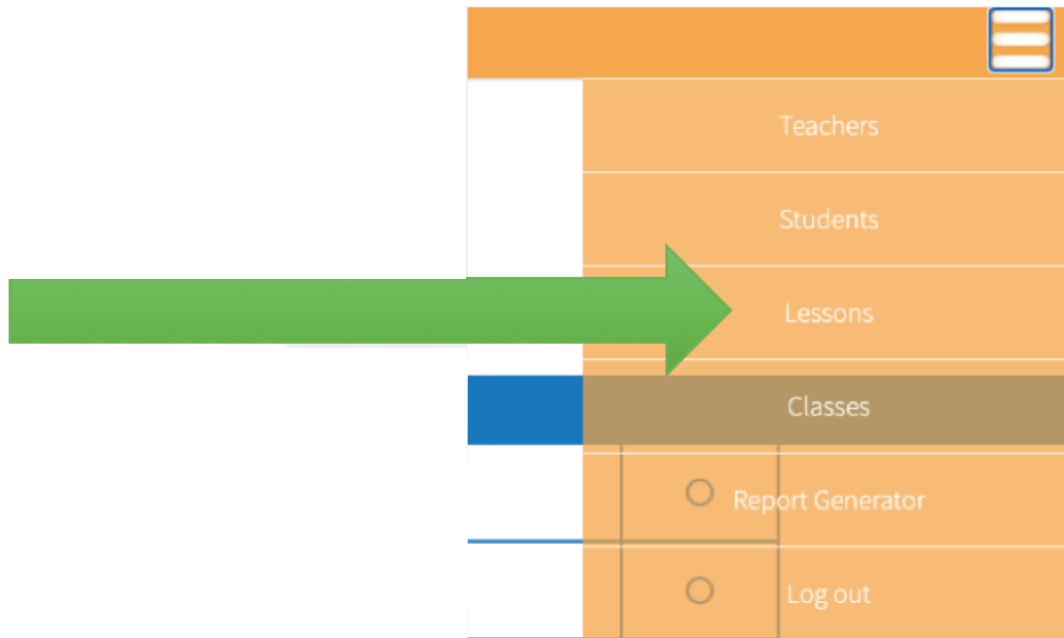 Teachers
Students
Lessons
Classes
Report Generator
Log out